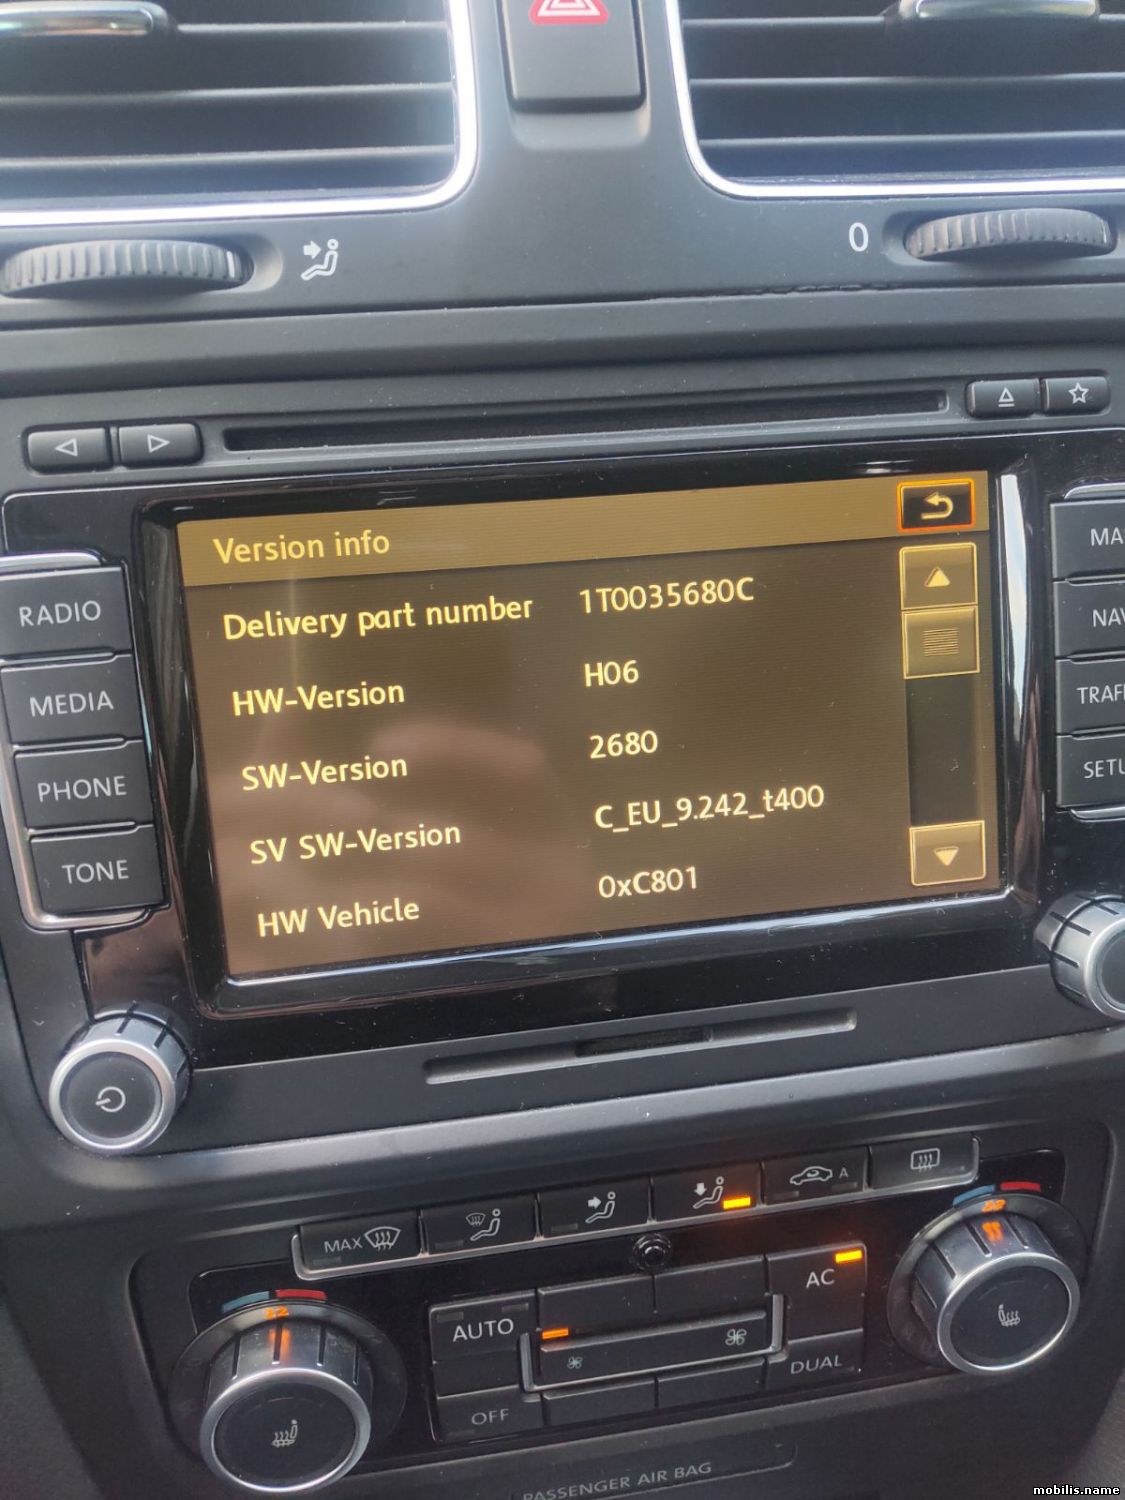 0
Version info
Delivery part number 1T0035680C
HW-Version H06
SW-Version 2680
SV SW-Version C_EU_9.242_t400
HW Vehicle 0xC801
RADIO
MEDIA
PHONE
TONE
MA
NAV
TRAF
SETU
MAX
A
22
22
AUTO
AC
OFF
DUAL
PASSENGER AIR BAG
mobilis.name